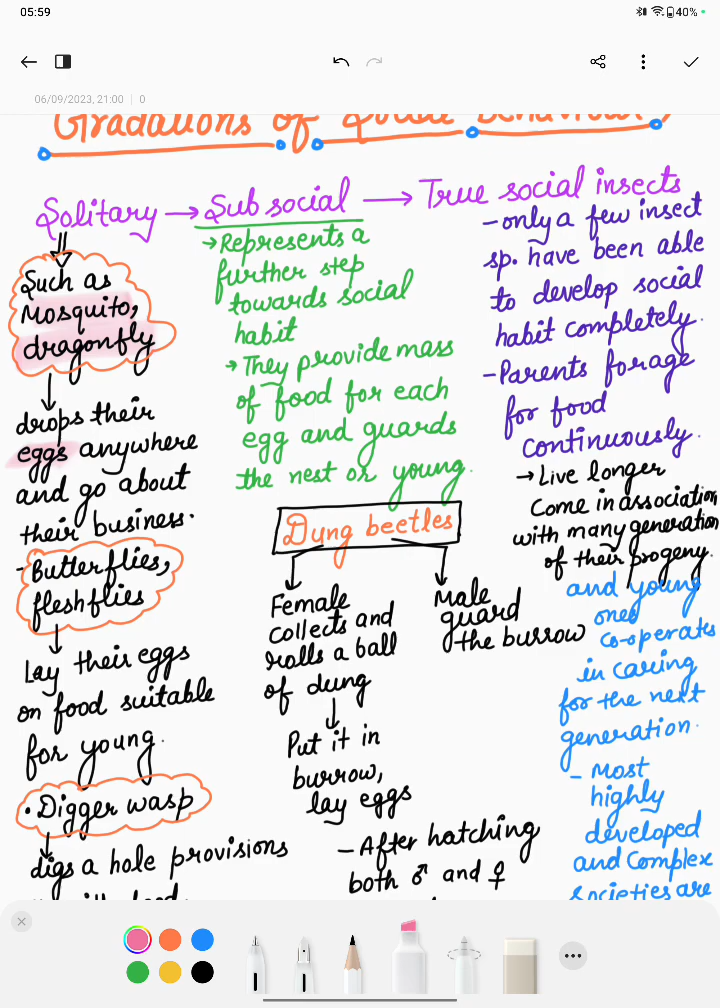 05:59
40%
06/09/2023, 21:00 | 0
Gradations of Social Behaviour
Solitary → Sub social → True social insects
Such as
Mosquito,
dragonfly
drops their
eggs anywhere
and go about
their business.
- Butterflies,
fleshflies
Lay their eggs
on food suitable
for young.
• Digger wasp
digs a hole provisions
→ Represents a
further step
towards social
habit
→ They provide mass
of food for each
egg and guards
the nest or young.
Dung beetles
Female
collects and
rolls a ball
of dung
Put it in
burrow,
lay eggs
Male
guard
the burrow
- After hatching
both ♂ and ♀
- only a few insect
sp. have been able
to develop social
habit completely.
- Parents forage
for food
continuously.
→ Live longer
Come in association
with many generation
of their progeny.
and young
ones
co-operates
in caring
for the next
generation.
- Most
highly
developed
and Complex
societies are